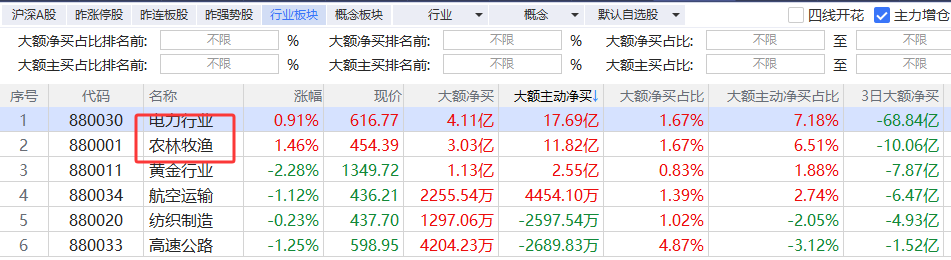 沪深A股 昨涨停股 昨连板股 昨强势股 行业板块 概念板块 行业 概念 默认自选股 四线开花 主力增仓
大额净买占比排名前: 不限 % 大额净买排名前: 不限 % 大额净买占比: 不限 至 不限
大额主买占比排名前: 不限 % 大额主买排名前: 不限 % 大额主买占比: 不限 至 不限
序号 代码 名称 涨幅 现价 大额净买 大额主动净买↓ 大额净买占比 大额主动净买占比 3日大额净买
1 880030 电力行业 0.91% 616.77 4.11亿 17.69亿 1.67% 7.18% -68.84亿
2 880001 农林牧渔 1.46% 454.39 3.03亿 11.82亿 1.67% 6.51% -10.06亿
3 880011 黄金行业 -2.28% 1349.72 1.13亿 2.55亿 0.83% 1.88% -7.87亿
4 880034 航空运输 -1.12% 436.21 2255.54万 4454.10万 1.39% 2.74% -6.47亿
5 880020 纺织制造 -0.23% 437.70 1297.06万 -2597.54万 1.02% -2.05% -4.93亿
6 880033 高速公路 -1.25% 598.95 4204.23万 -2689.83万 4.87% -3.12% -1.52亿